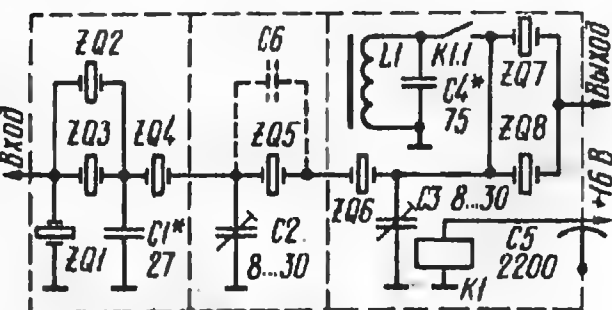 ZQ2
C6
L1
K1.1
C4*
75
ZQ7
Выход
Вход
ZQ3
ZQ4
ZQ5
ZQ8
ZQ6
C3 8...30
+16 В
ZQ1
C1*
27
C2
8...30
C5
2200
K1